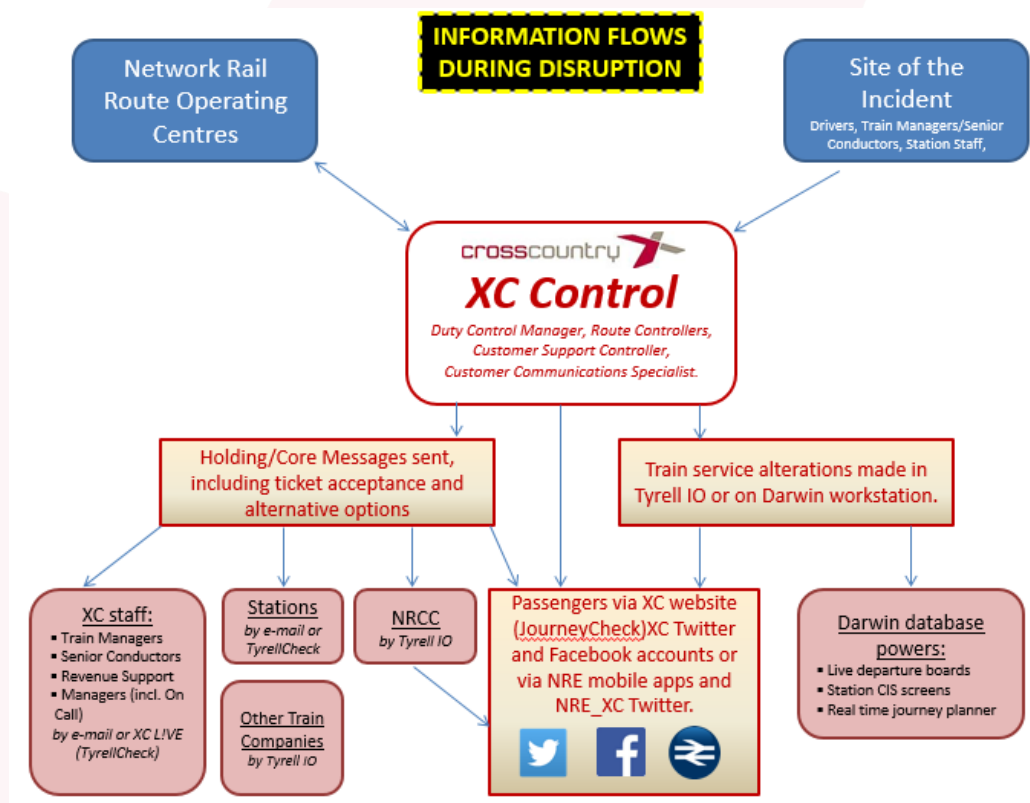 INFORMATION FLOWS
DURING DISRUPTION
Network Rail
Route Operating
Centres
Site of the
Incident
Drivers, Train Managers/Senior
Conductors, Station Staff,
crosscountry
XC Control
Duty Control Manager, Route Controllers,
Customer Support Controller,
Customer Communications Specialist.
Holding/Core Messages sent,
including ticket acceptance and
alternative options
Train service alterations made in
Tyrell IO or on Darwin workstation.
XC staff:
▪ Train Managers
▪ Senior Conductors
▪ Revenue Support
▪ Managers (incl. On
Call)
by e-mail or XC L!VE
(TyrellCheck)
Stations
by e-mail or
TyrellCheck
Other Train
Companies
by Tyrell IO
NRCC
by Tyrell IO
Passengers via XC website
(JourneyCheck)XC Twitter
and Facebook accounts or
via NRE mobile apps and
NRE_XC Twitter.
Darwin database
powers:
▪ Live departure boards
▪ Station CIS screens
▪ Real time journey planner